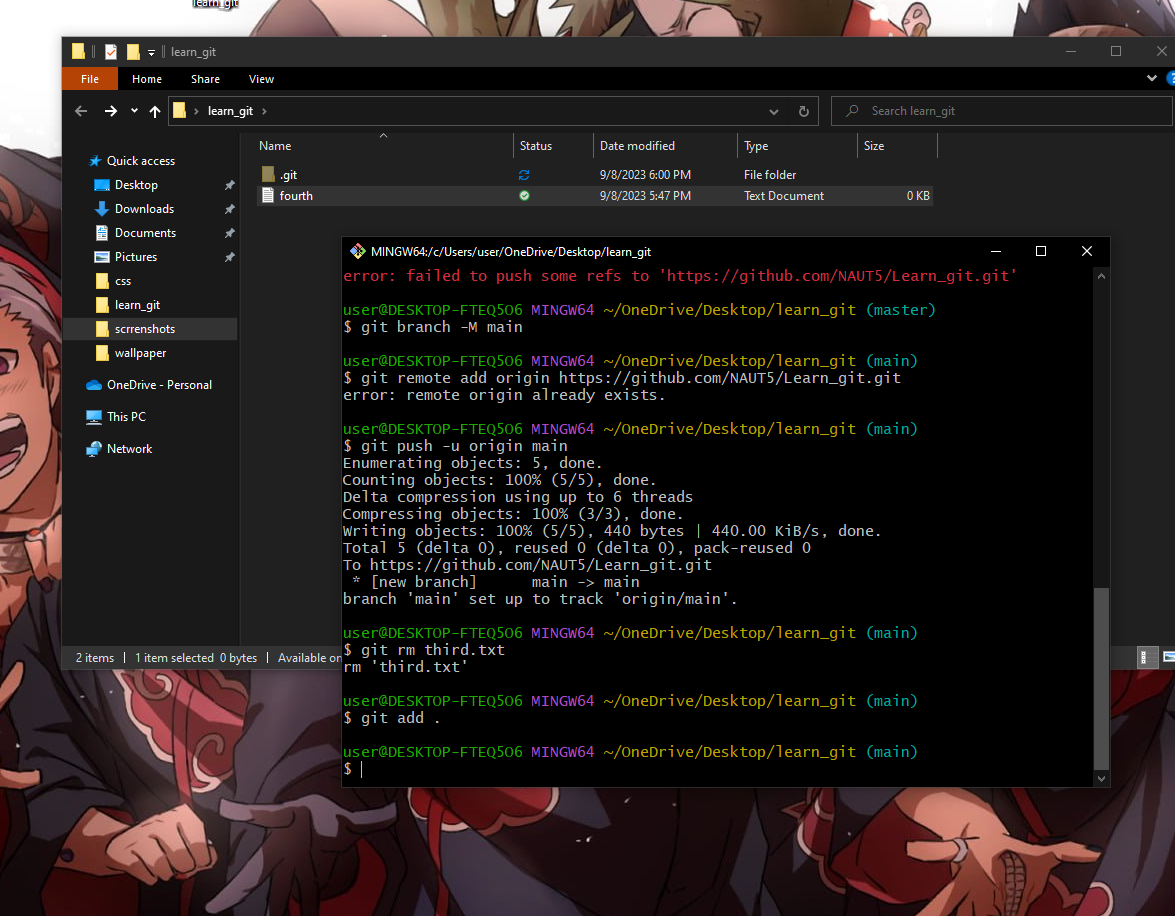 learn_git
learn_git
File Home Share View
learn_git
Search learn_git
Name Status Date modified Type Size
.git 9/8/2023 6:00 PM File folder
fourth 9/8/2023 5:47 PM Text Document 0 KB
Quick access
Desktop
Downloads
Documents
Pictures
css
learn_git
scrrenshots
wallpaper
OneDrive - Personal
This PC
Network
2 items 1 item selected 0 bytes Available on
MINGW64:/c/Users/user/OneDrive/Desktop/learn_git
error: failed to push some refs to 'https://github.com/NAUT5/Learn_git.git'
user@DESKTOP-FTEQ5O6 MINGW64 ~/OneDrive/Desktop/learn_git (master)
$ git branch -M main
user@DESKTOP-FTEQ5O6 MINGW64 ~/OneDrive/Desktop/learn_git (main)
$ git remote add origin https://github.com/NAUT5/Learn_git.git
error: remote origin already exists.
user@DESKTOP-FTEQ5O6 MINGW64 ~/OneDrive/Desktop/learn_git (main)
$ git push -u origin main
Enumerating objects: 5, done.
Counting objects: 100% (5/5), done.
Delta compression using up to 6 threads
Compressing objects: 100% (3/3), done.
Writing objects: 100% (5/5), 440 bytes | 440.00 KiB/s, done.
Total 5 (delta 0), reused 0 (delta 0), pack-reused 0
To https://github.com/NAUT5/Learn_git.git
* [new branch] main -> main
branch 'main' set up to track 'origin/main'.
user@DESKTOP-FTEQ5O6 MINGW64 ~/OneDrive/Desktop/learn_git (main)
$ git rm third.txt
rm 'third.txt'
user@DESKTOP-FTEQ5O6 MINGW64 ~/OneDrive/Desktop/learn_git (main)
$ git add .
user@DESKTOP-FTEQ5O6 MINGW64 ~/OneDrive/Desktop/learn_git (main)
$